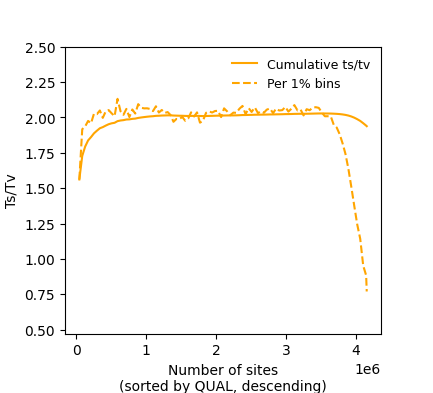 2.50
2.25
2.00
1.75
1.50
1.25
1.00
0.75
0.50
Ts/Tv
Cumulative ts/tv
Per 1% bins
0 1 2 3 4
1e6
Number of sites
(sorted by QUAL, descending)